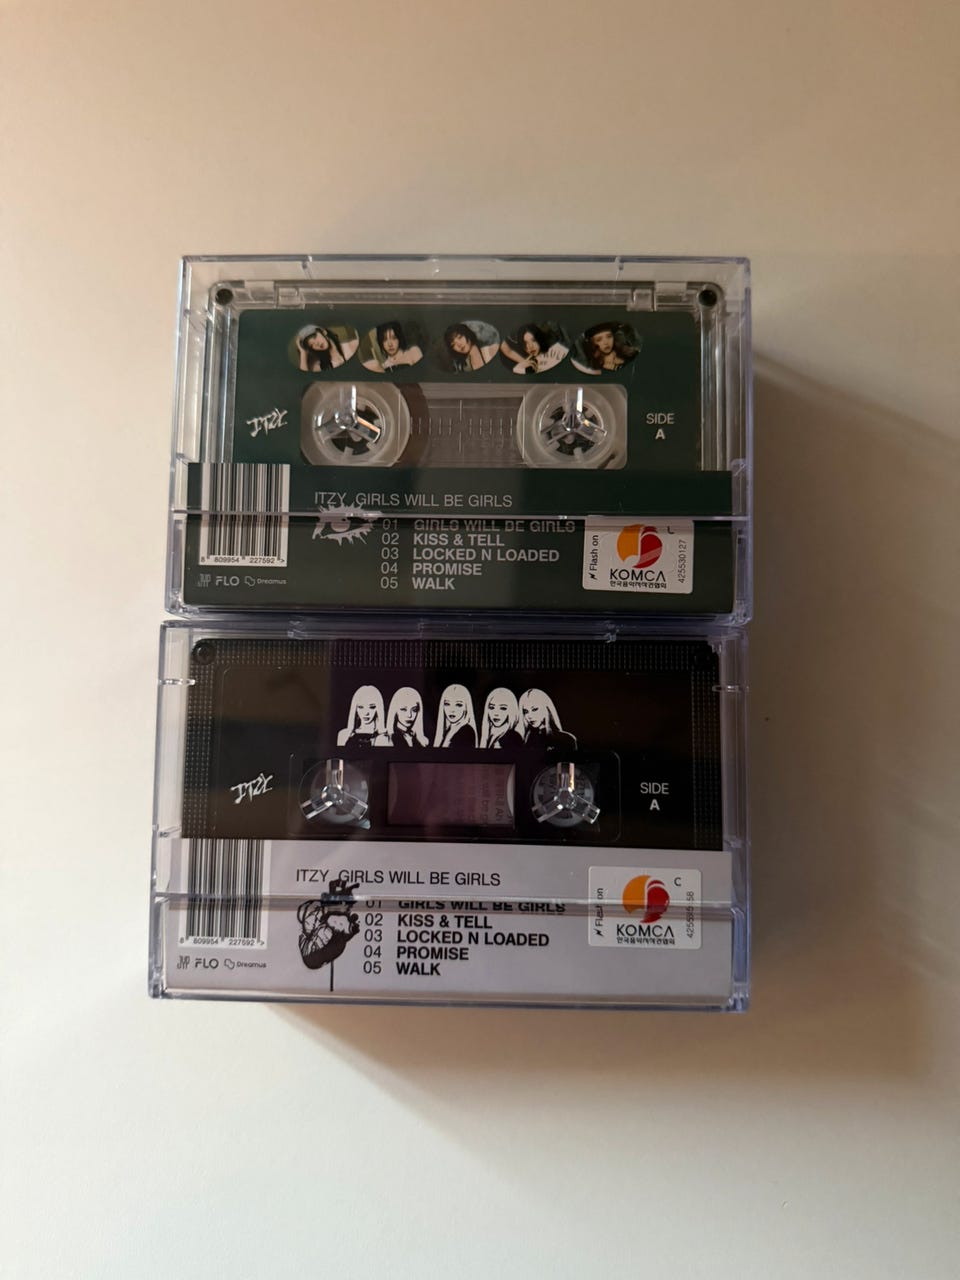 ITZY
SIDE
A
ITZY GIRLS WILL BE GIRLS
01 GIRLS WILL BE GIRLS
02 KISS & TELL
03 LOCKED N LOADED
04 PROMISE
05 WALK
8 809954 227592 >
JYP FLO Dreamus
Flash on
L
KOMCA
한국음악저작권협회
425530127
ITZY
SIDE
A
ITZY GIRLS WILL BE GIRLS
01 GIRLS WILL BE GIRLS
02 KISS & TELL
03 LOCKED N LOADED
04 PROMISE
05 WALK
8 809954 227592 >
JYP FLO Dreamus
Flash on
C
KOMCA
한국음악저작권협회